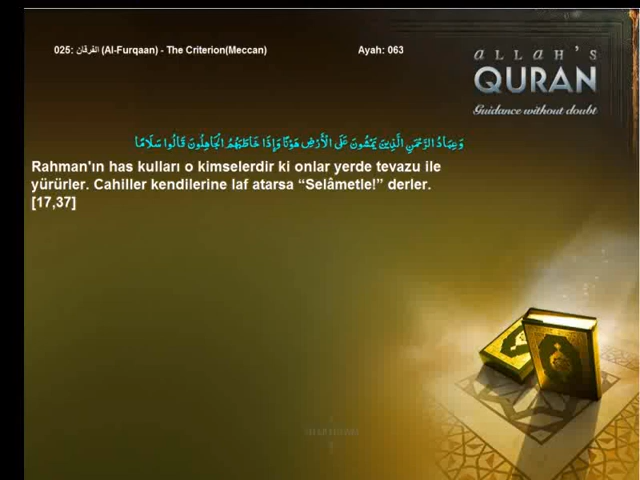 025: الفرقان (Al-Furqaan) - The Criterion(Meccan) Ayah: 063
ALLAH'S
QURAN
Guidance without doubt
وَعِبَادُ الرَّحْمَنِ الَّذِينَ يَمْشُونَ عَلَى الْأَرْضِ هَوْنًا وَإِذَا خَاطَبَهُمُ الْجَاهِلُونَ قَالُوا سَلَامًا
Rahman'ın has kulları o kimselerdir ki onlar yerde tevazu ile
yürürler. Cahiller kendilerine laf atarsa “Selâmetle!” derler.
[17,37]